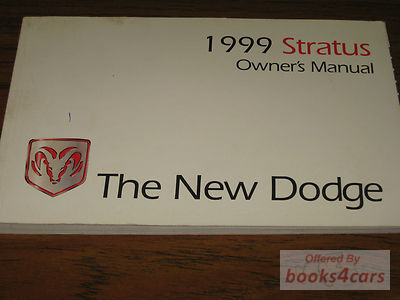 1999 Stratus
Owner's Manual
The New Dodge
Offered By
books4cars